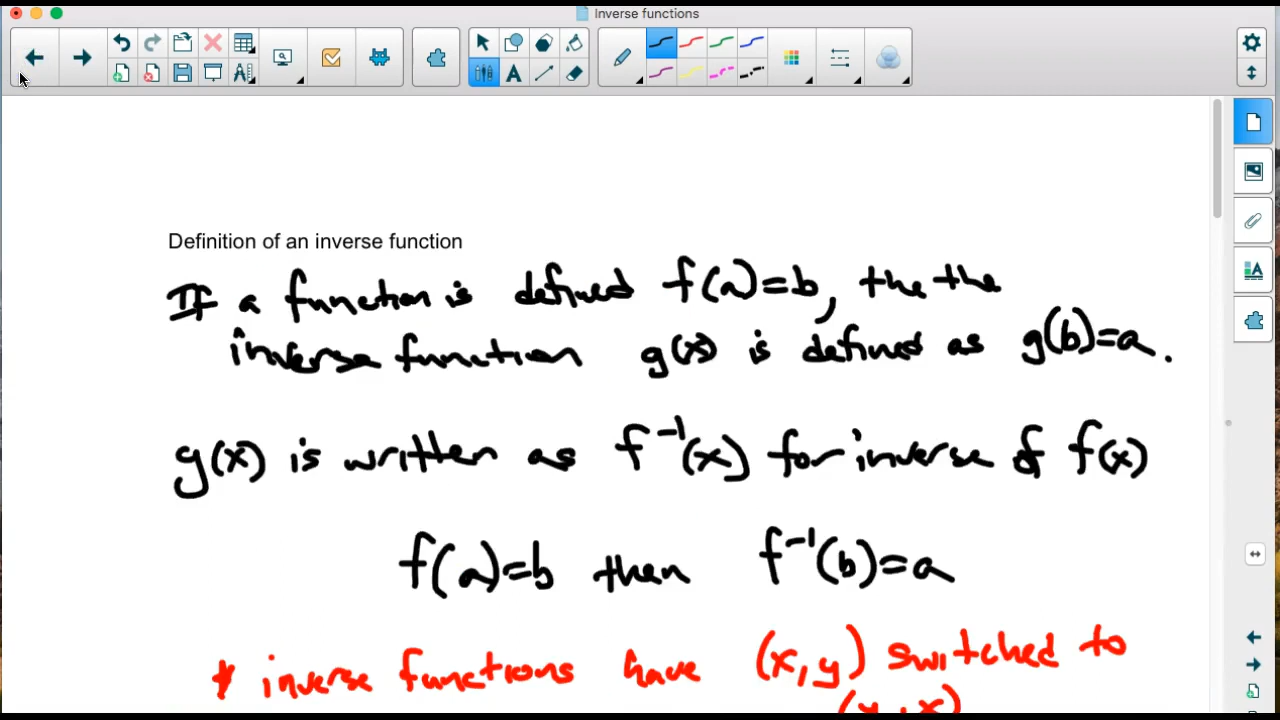 Inverse functions
Definition of an inverse function
If a function is defined f(a)=b, the the
inverse function g(x) is defined as g(b)=a.
g(x) is written as f⁻¹(x) for inverse of f(x)
f(a)=b then f⁻¹(b)=a
* inverse functions have (x,y) switched to
(y,x)